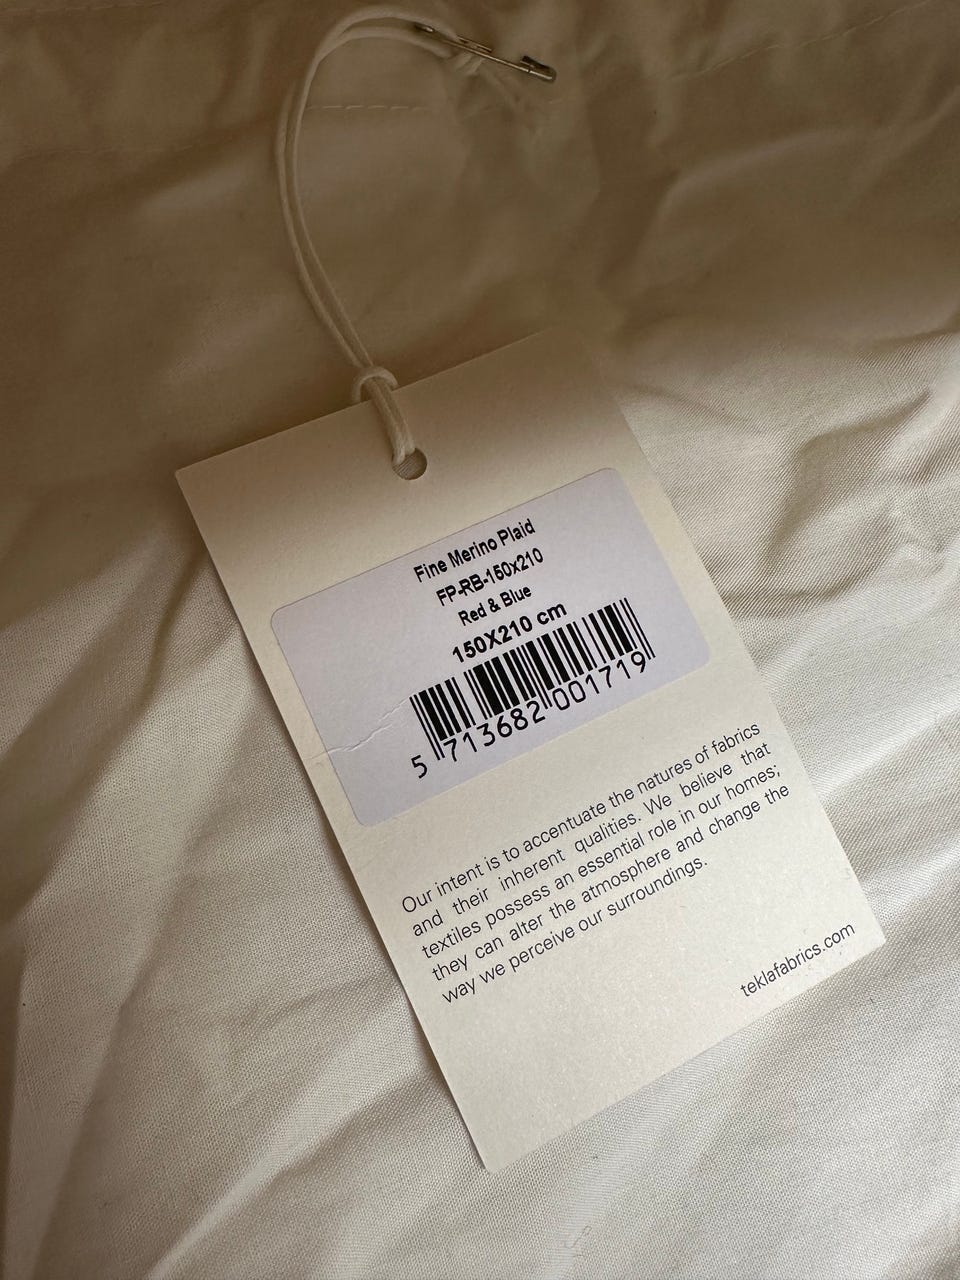 Fine Merino Plaid
FP-RB-150x210
Red & Blue
150X210 cm
5 713682 001719
Our intent is to accentuate the natures of fabrics
and their inherent qualities. We believe that
textiles possess an essential role in our homes;
they can alter the atmosphere and change the
way we perceive our surroundings.
teklafabrics.com